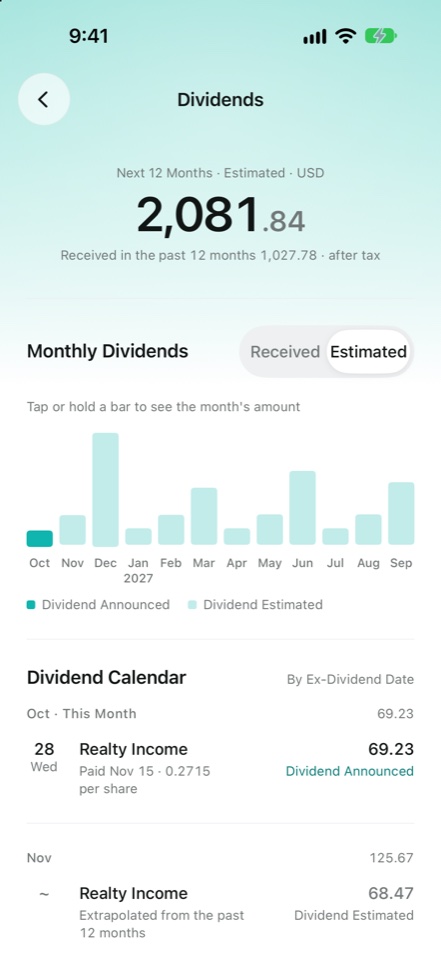 9:41
Dividends
Next 12 Months · Estimated · USD
2,081.84
Received in the past 12 months 1,027.78 · after tax
Monthly Dividends
Received Estimated
Tap or hold a bar to see the month's amount
Oct Nov Dec Jan Feb Mar Apr May Jun Jul Aug Sep
2027
Dividend Announced Dividend Estimated
Dividend Calendar By Ex-Dividend Date
Oct · This Month 69.23
28 Realty Income 69.23
Wed Paid Nov 15 · 0.2715 Dividend Announced
per share
Nov 125.67
~ Realty Income 68.47
Extrapolated from the past Dividend Estimated
12 months